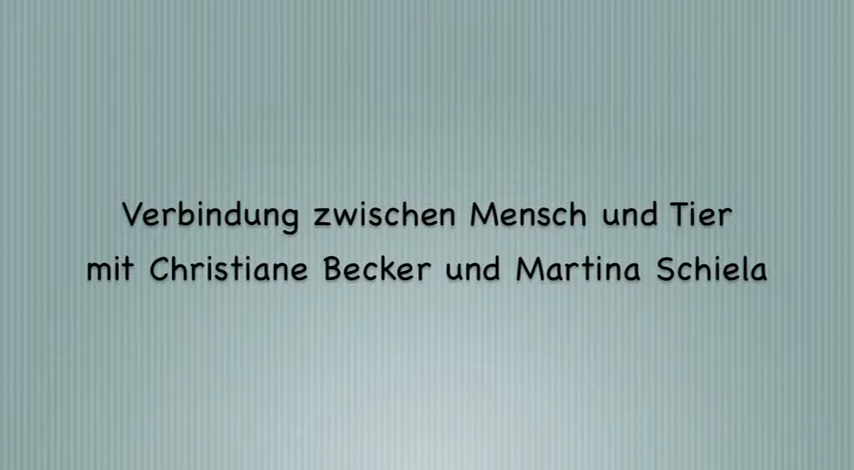 Verbindung zwischen Mensch und Tier
mit Christiane Becker und Martina Schiela